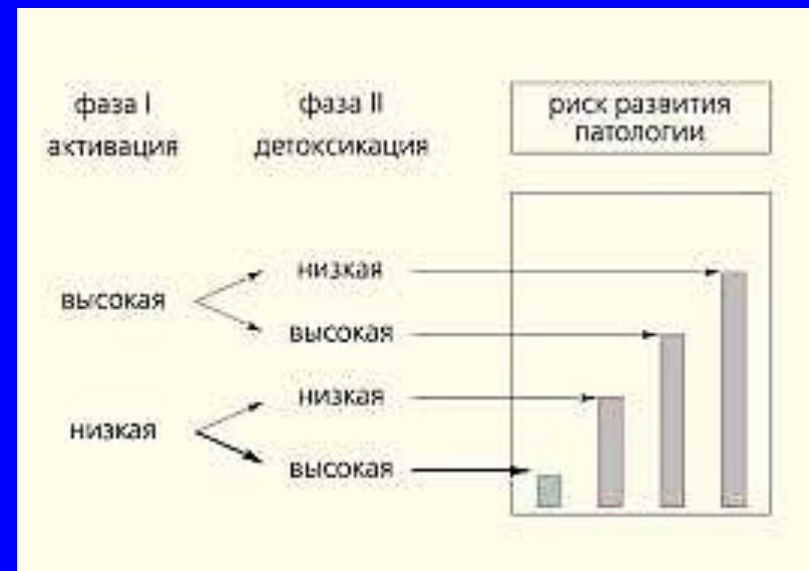 фаза I
активация
фаза II
детоксикация
риск развития
патологии
высокая
низкая
высокая
низкая
низкая
высокая